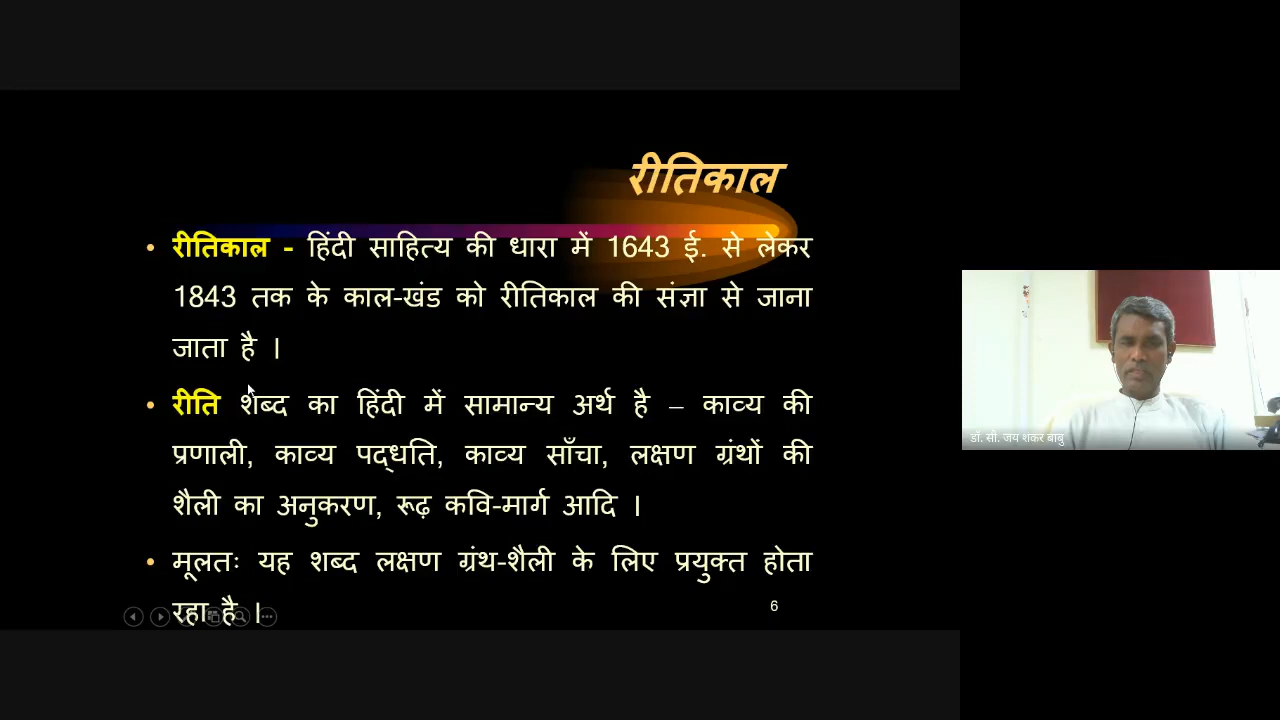 रीतिकाल
• रीतिकाल - हिंदी साहित्य की धारा में 1643 ई. से लेकर
1843 तक के काल-खंड को रीतिकाल की संज्ञा से जाना
जाता है ।
• रीति शब्द का हिंदी में सामान्य अर्थ है – काव्य की
प्रणाली, काव्य पद्धति, काव्य साँचा, लक्षण ग्रंथों की
शैली का अनुकरण, रूढ़ कवि-मार्ग आदि ।
• मूलतः यह शब्द लक्षण ग्रंथ-शैली के लिए प्रयुक्त होता
रहा है ।
6
डॉ. सी. जय शंकर बाबु